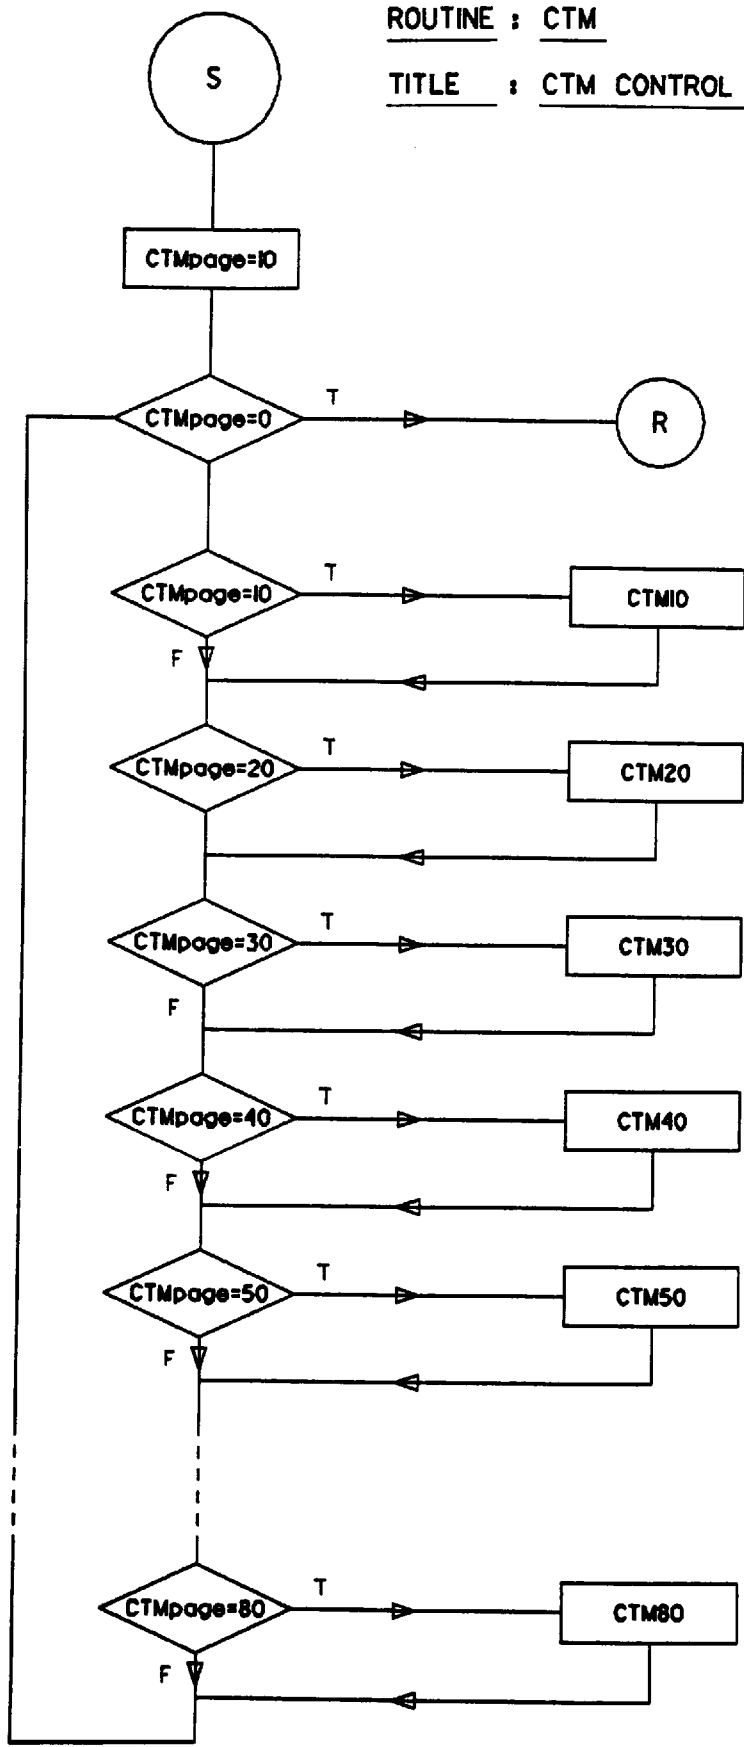 ROUTINE : CTM
S
TITLE : CTM CONTROL
CTMpage=10
T
CTMpage=0
R
T
CTMpage=10
CTM10
F
T
CTMpage=20
CTM20
T
CTMpage=30
CTM30
F
T
CTMpage=40
CTM40
F
T
CTMpage=50
CTM50
F
T
CTMpage=80
CTM80
F